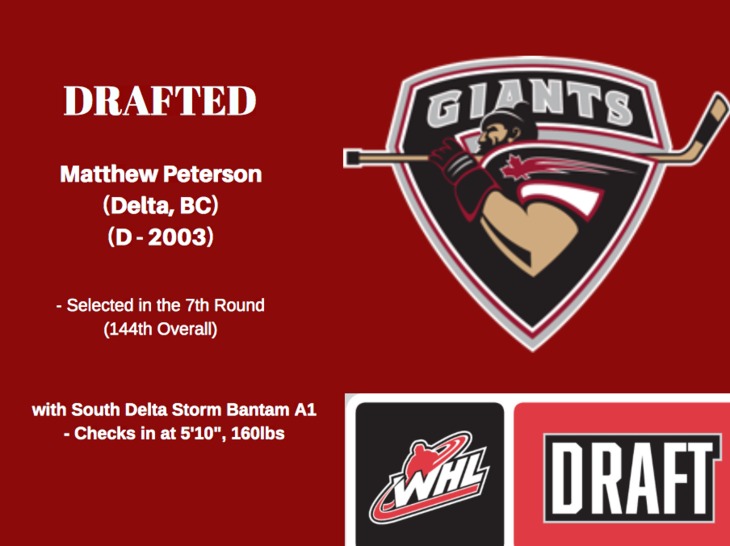 DRAFTED
Matthew Peterson
(Delta, BC)
(D - 2003)
- Selected in the 7th Round
(144th Overall)
with South Delta Storm Bantam A1
- Checks in at 5'10", 160lbs
GIANTS
WHL
DRAFT